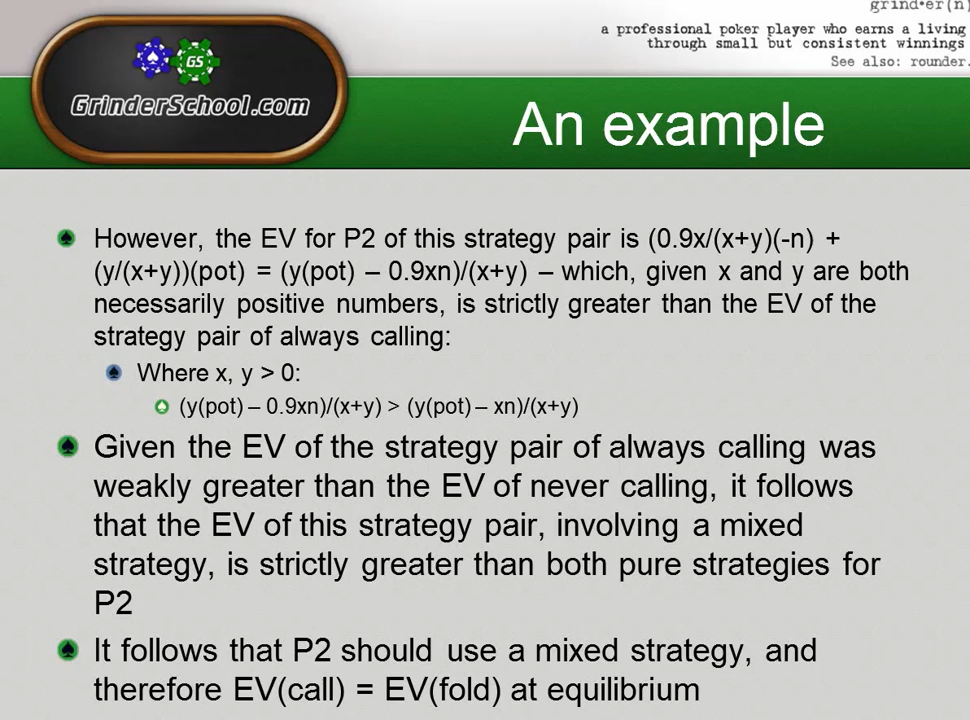 grind•er(n)
a professional poker player who earns a living
through small but consistent winnings
See also: rounder.
GS
GrinderSchool.com
An example
However, the EV for P2 of this strategy pair is (0.9x/(x+y)(-n) +
(y/(x+y))(pot) = (y(pot) – 0.9xn)/(x+y) – which, given x and y are both
necessarily positive numbers, is strictly greater than the EV of the
strategy pair of always calling:
Where x, y > 0:
(y(pot) – 0.9xn)/(x+y) > (y(pot) – xn)/(x+y)
Given the EV of the strategy pair of always calling was
weakly greater than the EV of never calling, it follows
that the EV of this strategy pair, involving a mixed
strategy, is strictly greater than both pure strategies for
P2
It follows that P2 should use a mixed strategy, and
therefore EV(call) = EV(fold) at equilibrium